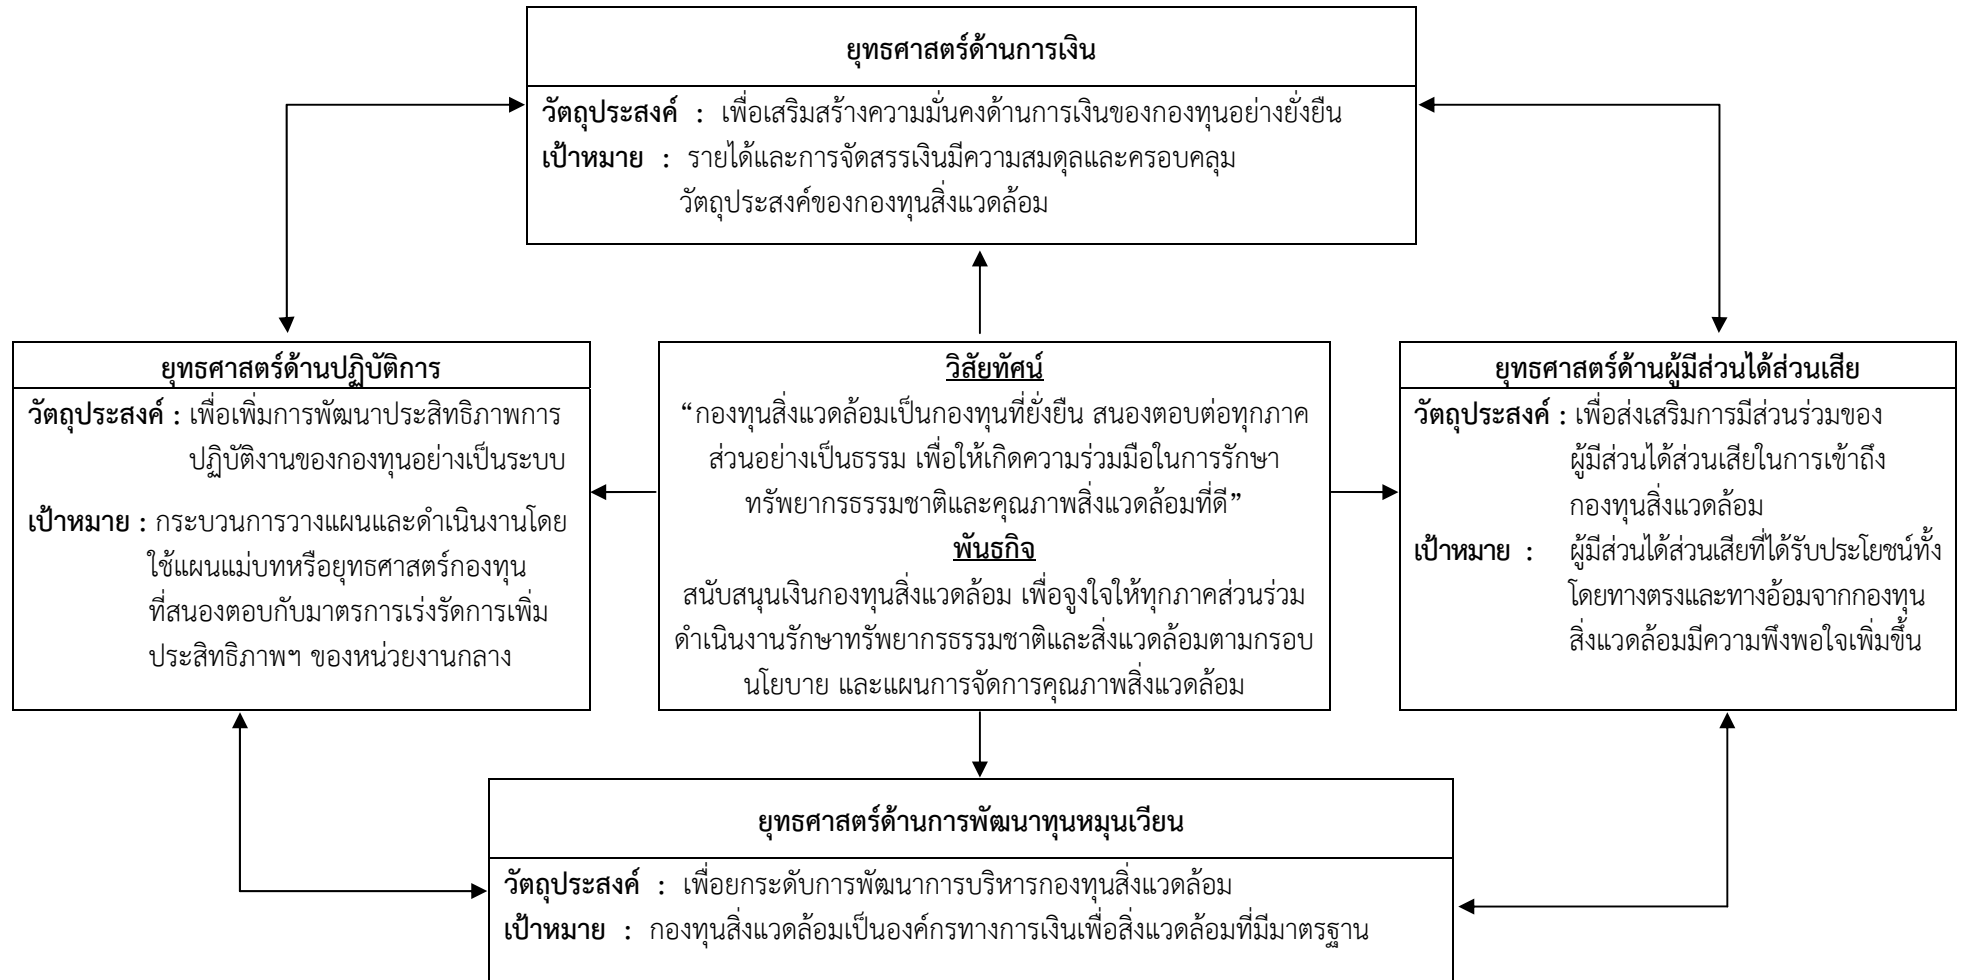 ยุทธศาสตร์ด้านการเงิน
วัตถุประสงค์ : เพื่อเสริมสร้างความมั่นคงด้านการเงินของกองทุนอย่างยั่งยืน
เป้าหมาย : รายได้และการจัดสรรเงินมีความสมดุลและครอบคลุม
วัตถุประสงค์ของกองทุนสิ่งแวดล้อม
ยุทธศาสตร์ด้านปฏิบัติการ
วัตถุประสงค์ : เพื่อเพิ่มการพัฒนาประสิทธิภาพการ
ปฏิบัติงานของกองทุนอย่างเป็นระบบ
เป้าหมาย : กระบวนการวางแผนและดำเนินงานโดย
ใช้แผนแม่บทหรือยุทธศาสตร์กองทุน
ที่สนองตอบกับมาตรการเร่งรัดการเพิ่ม
ประสิทธิภาพฯ ของหน่วยงานกลาง
วิสัยทัศน์
“กองทุนสิ่งแวดล้อมเป็นกองทุนที่ยั่งยืน สนองตอบต่อทุกภาค
ส่วนอย่างเป็นธรรม เพื่อให้เกิดความร่วมมือในการรักษา
ทรัพยากรธรรมชาติและคุณภาพสิ่งแวดล้อมที่ดี”
พันธกิจ
สนับสนุนเงินกองทุนสิ่งแวดล้อม เพื่อจูงใจให้ทุกภาคส่วนร่วม
ดำเนินงานรักษาทรัพยากรธรรมชาติและสิ่งแวดล้อมตามกรอบ
นโยบาย และแผนการจัดการคุณภาพสิ่งแวดล้อม
ยุทธศาสตร์ด้านผู้มีส่วนได้ส่วนเสีย
วัตถุประสงค์ : เพื่อส่งเสริมการมีส่วนร่วมของ
ผู้มีส่วนได้ส่วนเสียในการเข้าถึง
กองทุนสิ่งแวดล้อม
เป้าหมาย : ผู้มีส่วนได้ส่วนเสียที่ได้รับประโยชน์ทั้ง
โดยทางตรงและทางอ้อมจากกองทุน
สิ่งแวดล้อมมีความพึงพอใจเพิ่มขึ้น
ยุทธศาสตร์ด้านการพัฒนาทุนหมุนเวียน
วัตถุประสงค์ : เพื่อยกระดับการพัฒนาการบริหารกองทุนสิ่งแวดล้อม
เป้าหมาย : กองทุนสิ่งแวดล้อมเป็นองค์กรทางการเงินเพื่อสิ่งแวดล้อมที่มีมาตรฐาน